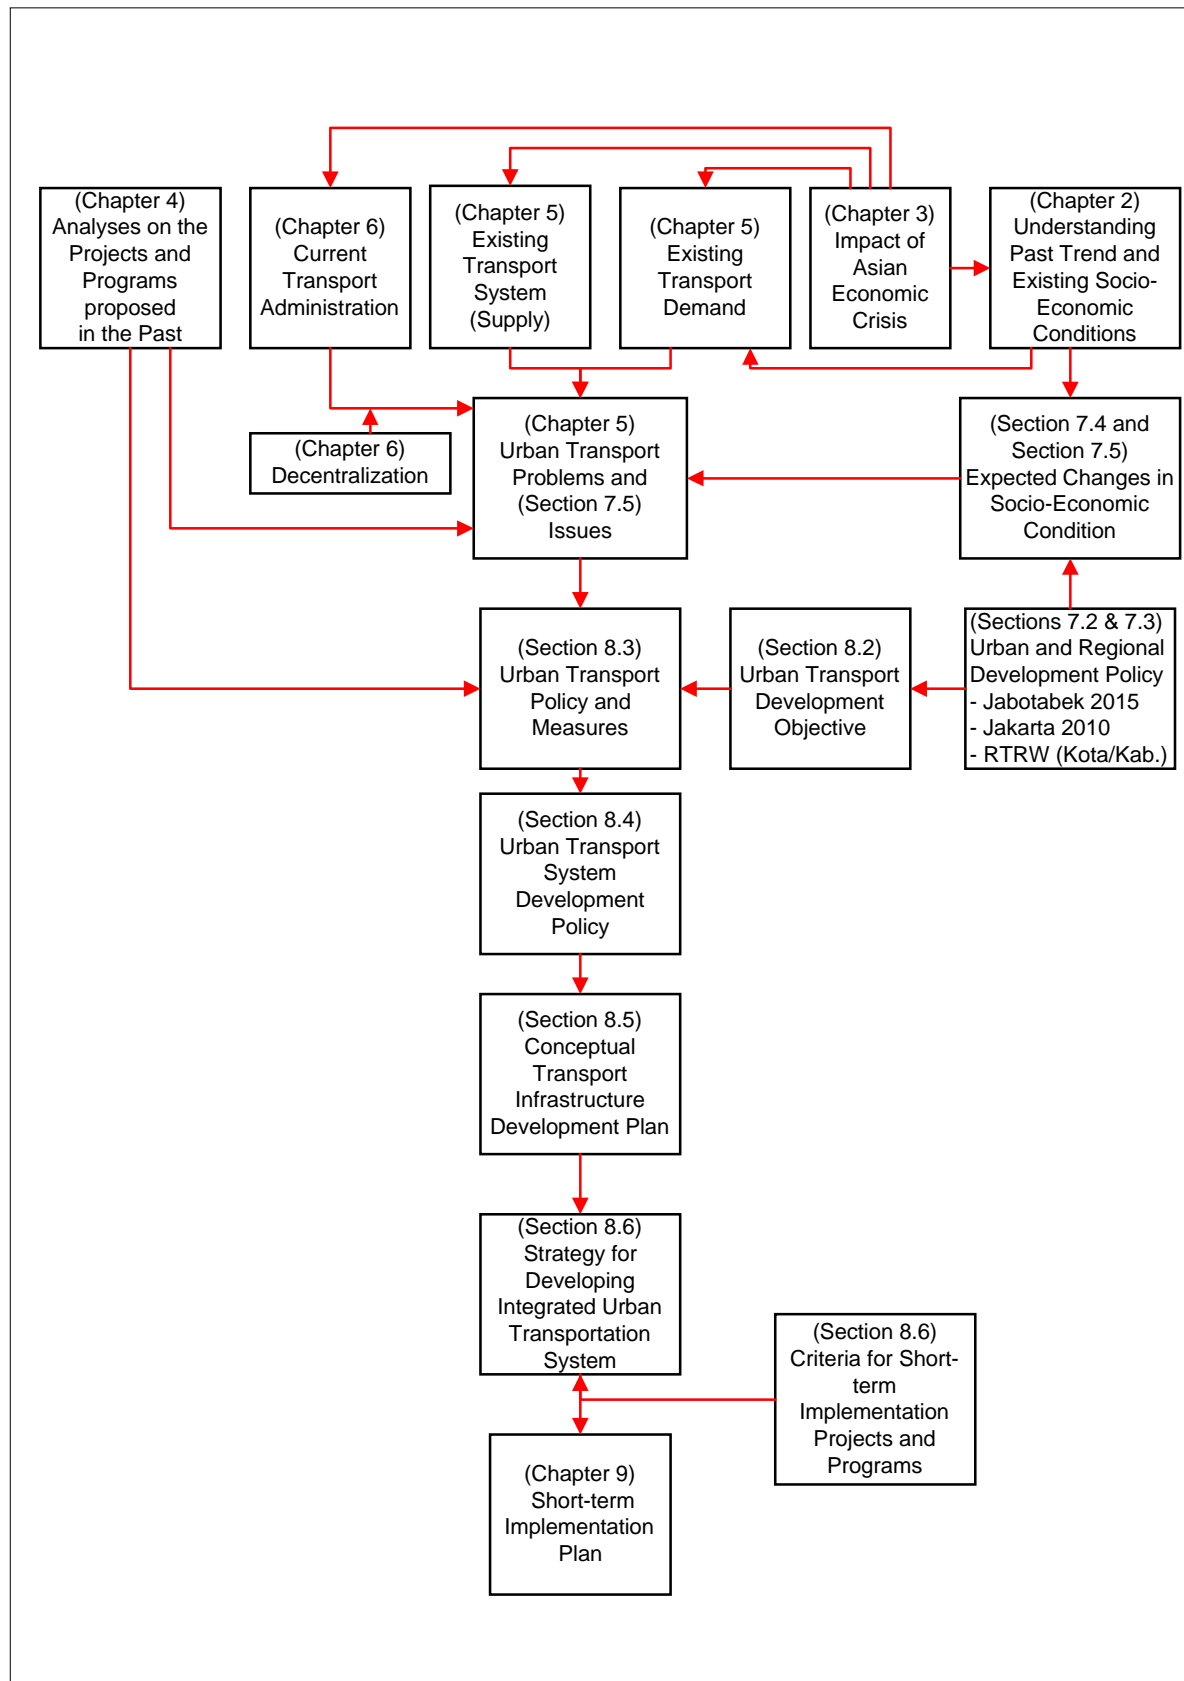 (Chapter 4)
Analyses on the
Projects and
Programs
proposed
in the Past
(Chapter 6)
Current
Transport
Administration
(Chapter 5)
Existing
Transport
System
(Supply)
(Chapter 5)
Existing
Transport
Demand
(Chapter 3)
Impact of
Asian
Economic
Crisis
(Chapter 2)
Understanding
Past Trend and
Existing Socio-
Economic
Conditions
(Chapter 6)
Decentralization
(Chapter 5)
Urban Transport
Problems and
(Section 7.5)
Issues
(Section 7.4 and
Section 7.5)
Expected Changes in
Socio-Economic
Condition
(Section 8.3)
Urban Transport
Policy and
Measures
(Section 8.2)
Urban Transport
Development
Objective
(Sections 7.2 & 7.3)
Urban and Regional
Development Policy
- Jabotabek 2015
- Jakarta 2010
- RTRW (Kota/Kab.)
(Section 8.4)
Urban Transport
System
Development
Policy
(Section 8.5)
Conceptual
Transport
Infrastructure
Development Plan
(Section 8.6)
Strategy for
Developing
Integrated Urban
Transportation
System
(Section 8.6)
Criteria for Short-
term
Implementation
Projects and
Programs
(Chapter 9)
Short-term
Implementation
Plan